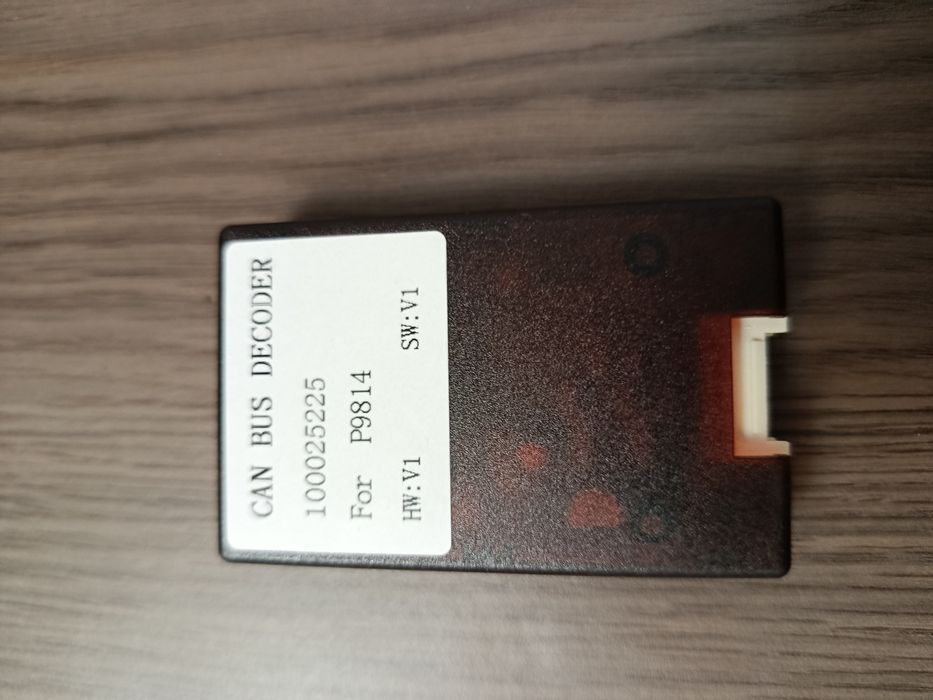 CAN BUS DECODER
100025225
For P9814
HW:V1 SW:V1